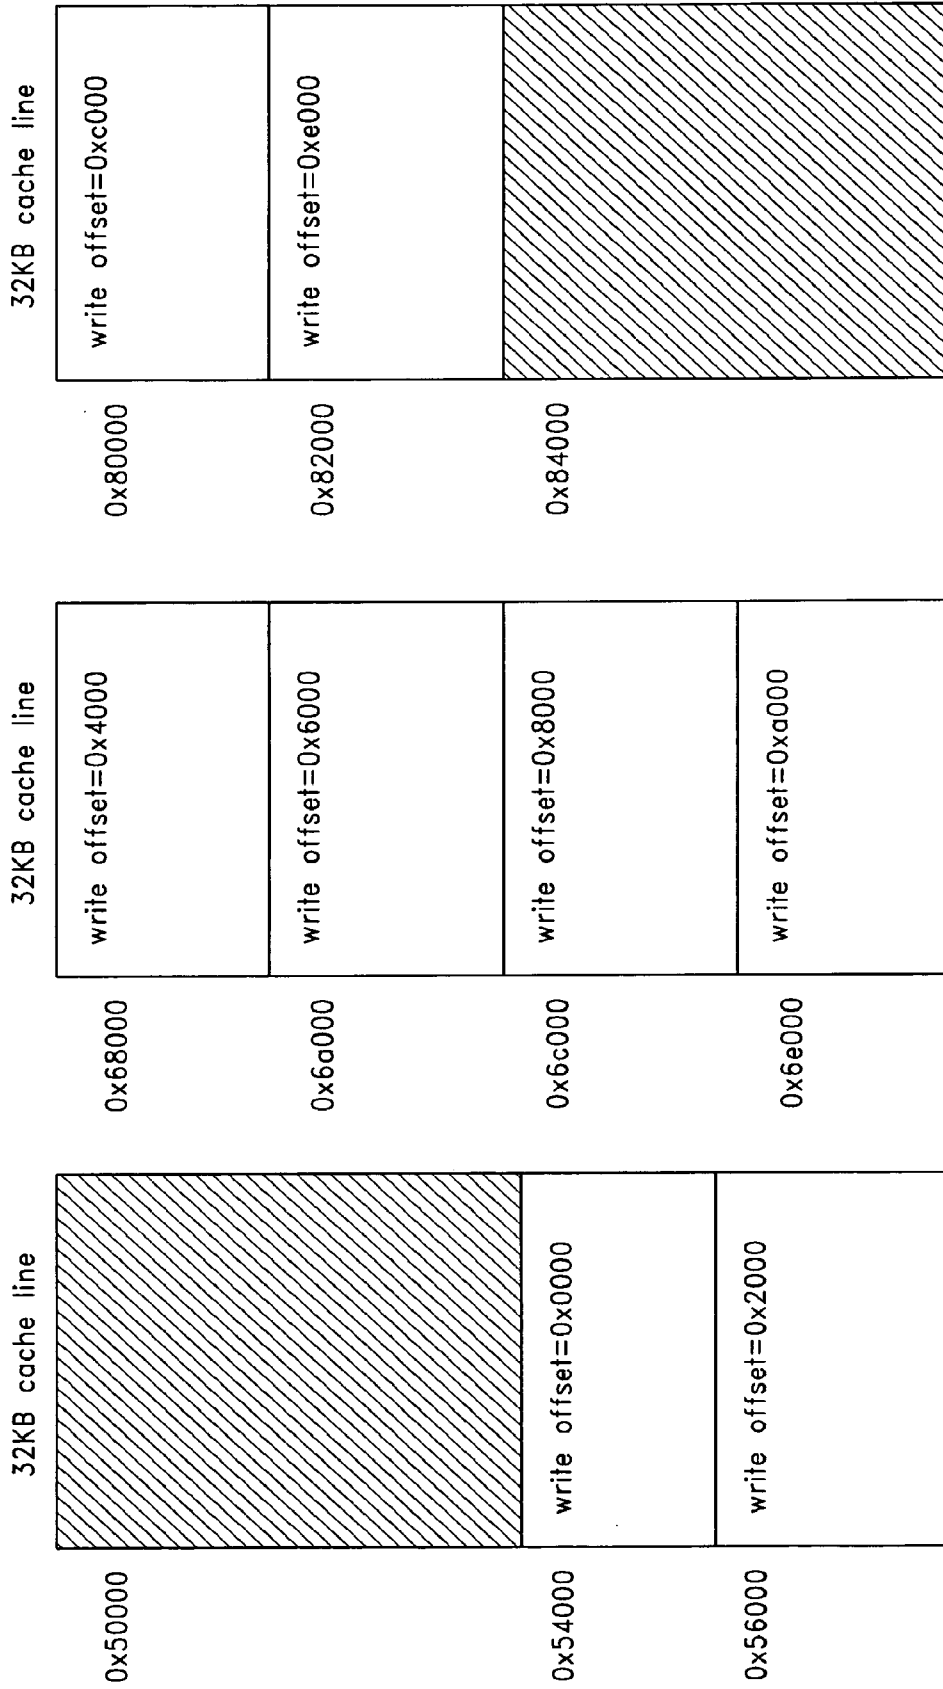 32KB cache line
0x50000
0x54000
write offset=0x0000
0x56000
write offset=0x2000
32KB cache line
0x68000
write offset=0x4000
0x6a000
write offset=0x6000
0x6c000
write offset=0x8000
0x6e000
write offset=0xa000
32KB cache line
0x80000
write offset=0xc000
0x82000
write offset=0xe000
0x84000